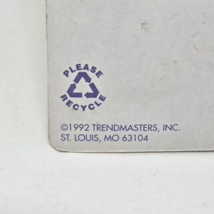 PLEASE
RECYCLE
©1992 TRENDMASTERS, INC.
ST. LOUIS, MO 63104